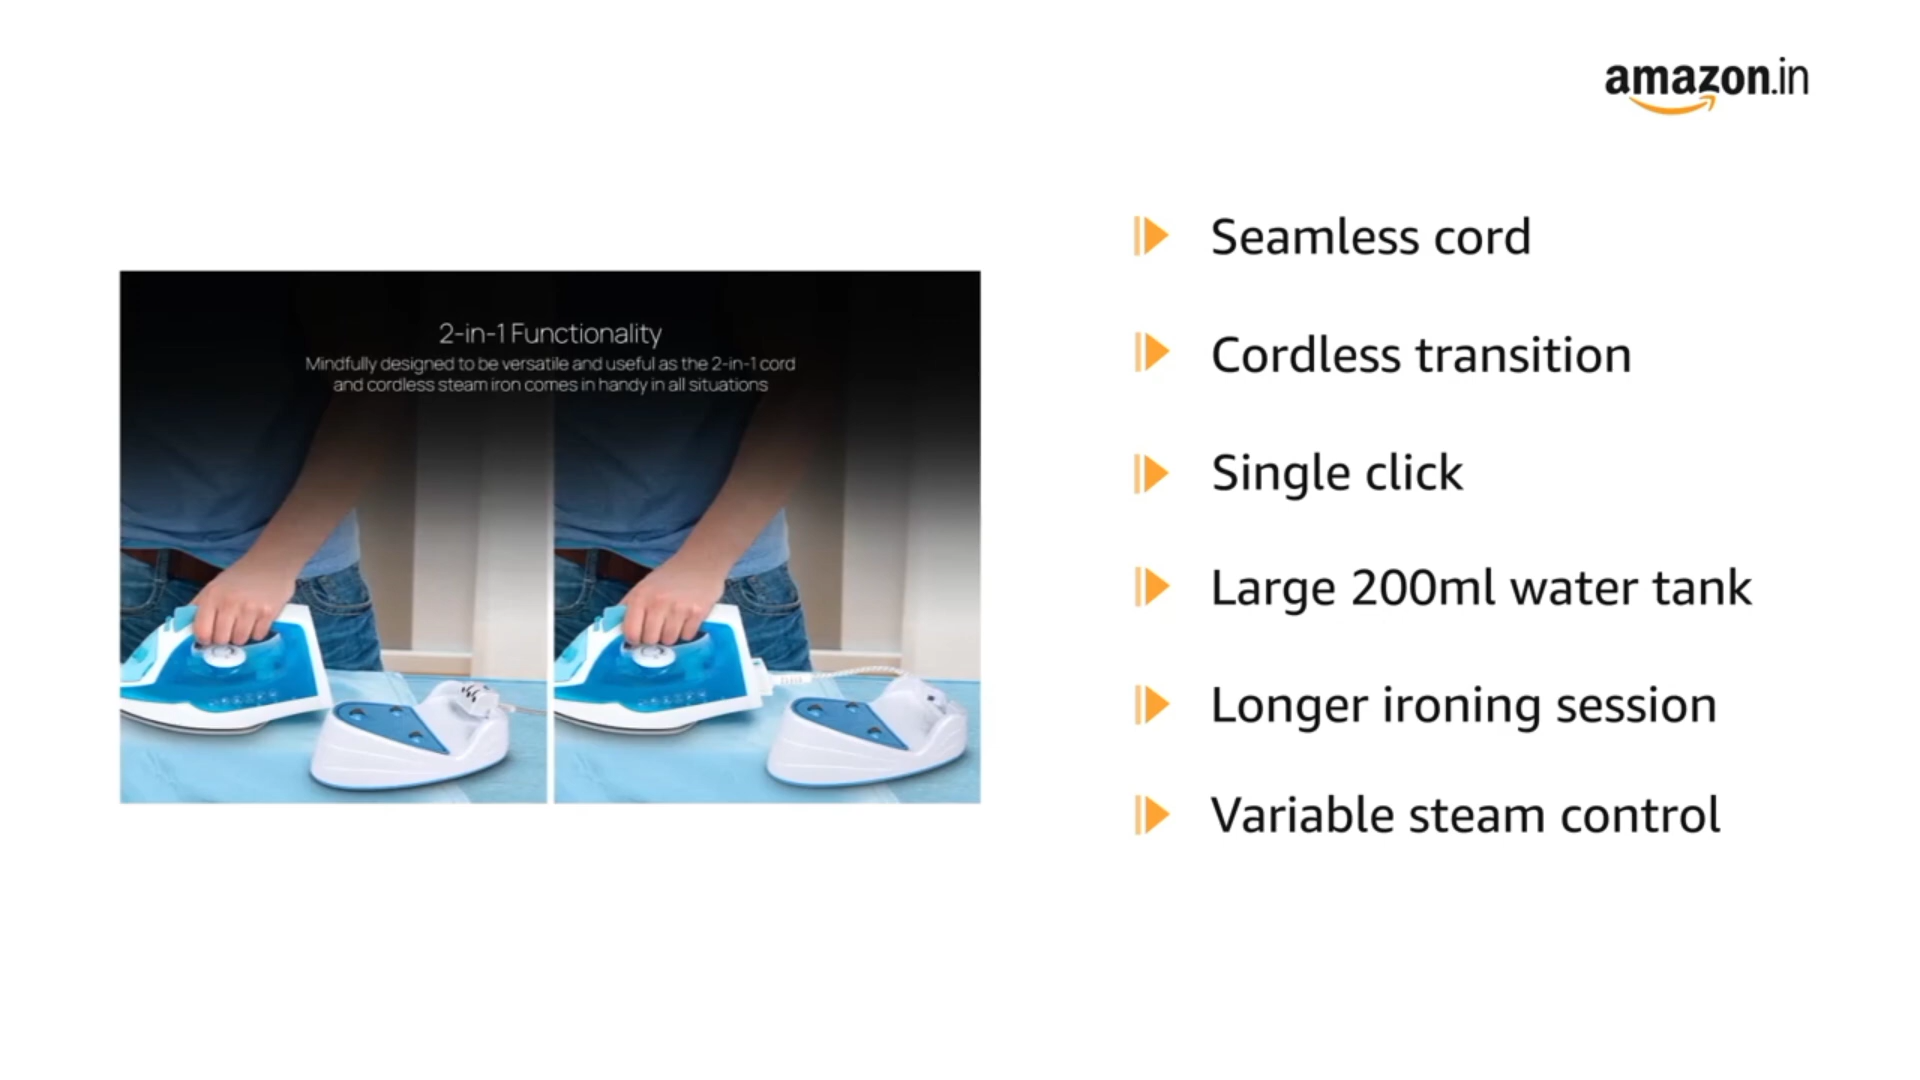 amazon.in
2-in-1 Functionality
Mindfully designed to be versatile and useful as the 2-in-1 cord
and cordless steam iron comes in handy in all situations
Seamless cord
Cordless transition
Single click
Large 200ml water tank
Longer ironing session
Variable steam control